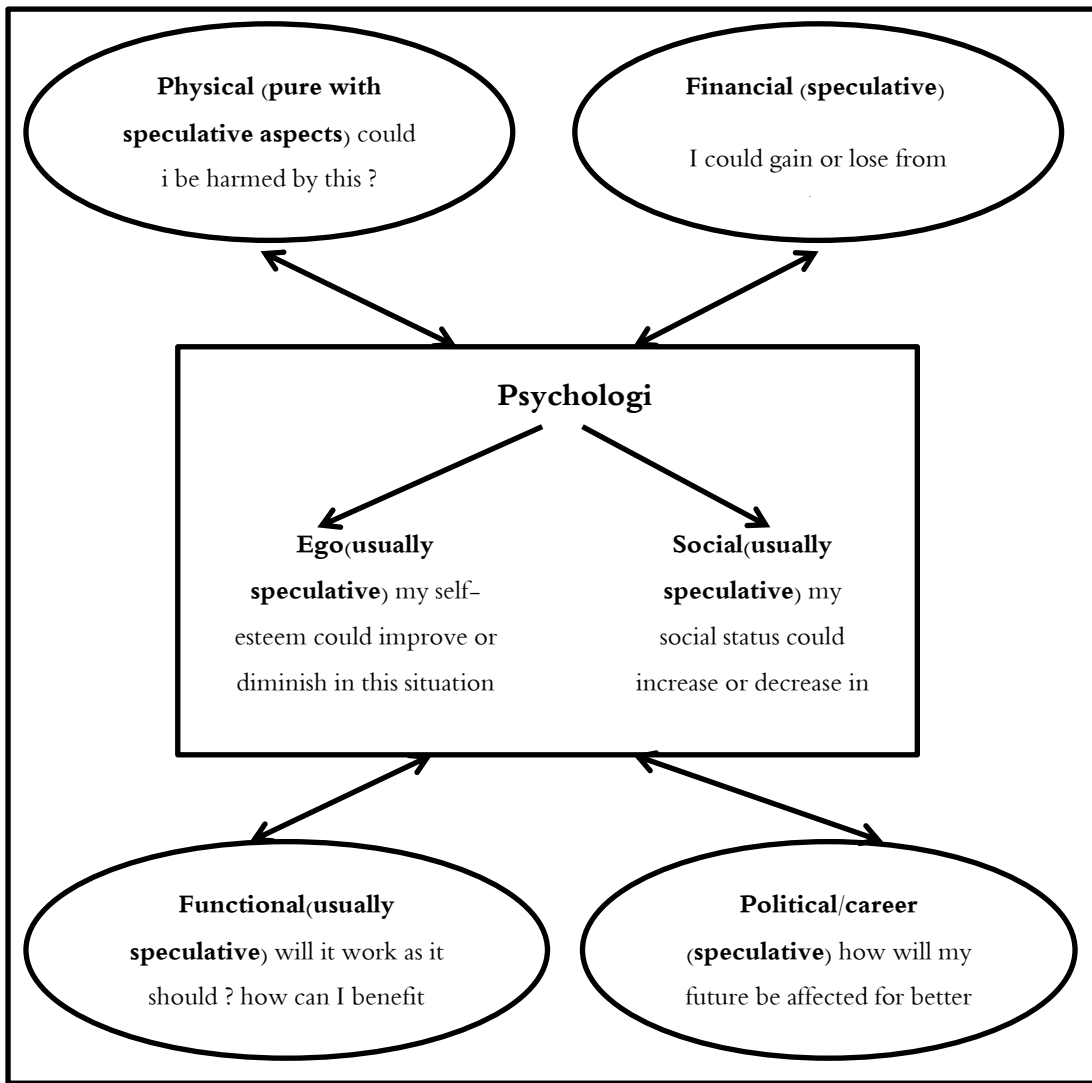 Physical (pure with
speculative aspects) could
i be harmed by this ?
Financial (speculative)
I could gain or lose from
Psychologi
Ego(usually
speculative) my self-
esteem could improve or
diminish in this situation
Social(usually
speculative) my
social status could
increase or decrease in
Functional(usually
speculative) will it work as it
should ? how can I benefit
Political/career
(speculative) how will my
future be affected for better